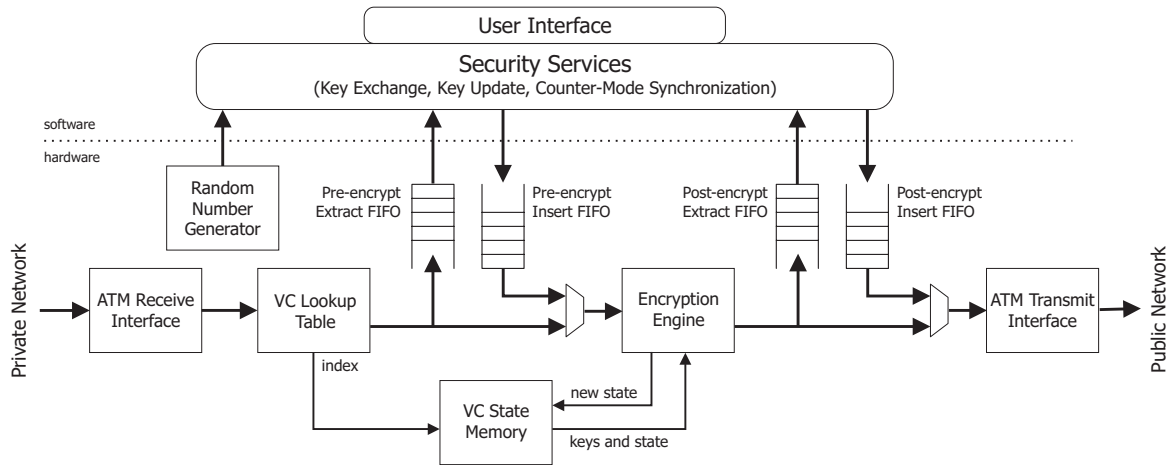 User Interface
Security Services
(Key Exchange, Key Update, Counter-Mode Synchronization)
software
hardware
Random
Number
Generator
Pre-encrypt
Extract FIFO
Pre-encrypt
Insert FIFO
Post-encrypt
Extract FIFO
Post-encrypt
Insert FIFO
Private Network
ATM Receive
Interface
VC Lookup
Table
Encryption
Engine
ATM Transmit
Interface
Public Network
index
new state
VC State
Memory
keys and state